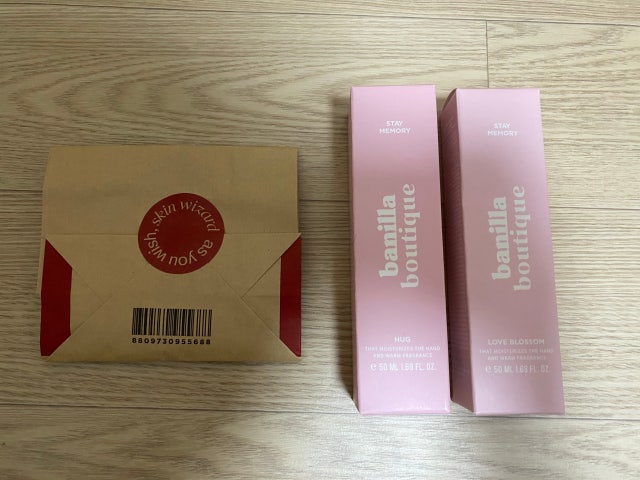 as you wish, skin wizard
8809730955668
STAY
MEMORY
banilla
boutique
HUG
THAT MOISTURIZES THE HAND
AND WARM FRAGRANCE
℮ 50 ML 1.69 FL. OZ.
STAY
MEMORY
banilla
boutique
LOVE BLOSSOM
THAT MOISTURIZES THE HAND
AND WARM FRAGRANCE
℮ 50 ML 1.69 FL. OZ.